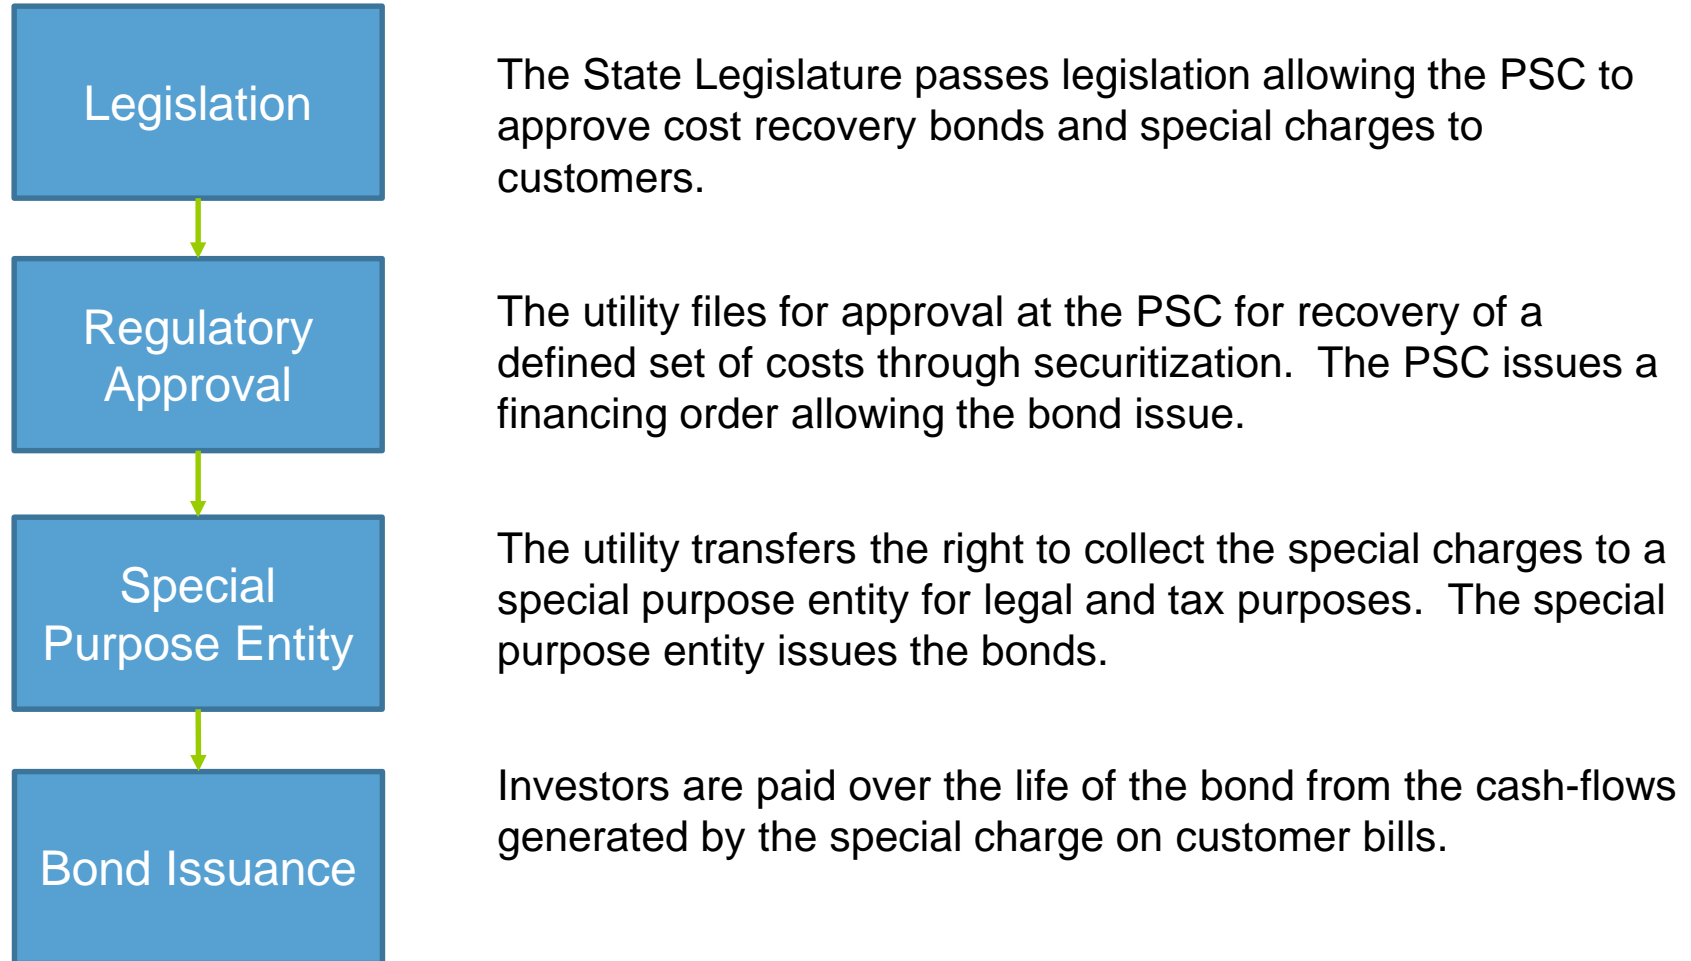 Legislation
The State Legislature passes legislation allowing the PSC to
approve cost recovery bonds and special charges to
customers.
Regulatory
Approval
The utility files for approval at the PSC for recovery of a
defined set of costs through securitization.  The PSC issues a
financing order allowing the bond issue.
Special
Purpose Entity
The utility transfers the right to collect the special charges to a
special purpose entity for legal and tax purposes.  The special
purpose entity issues the bonds.
Bond Issuance
Investors are paid over the life of the bond from the cash-flows
generated by the special charge on customer bills.